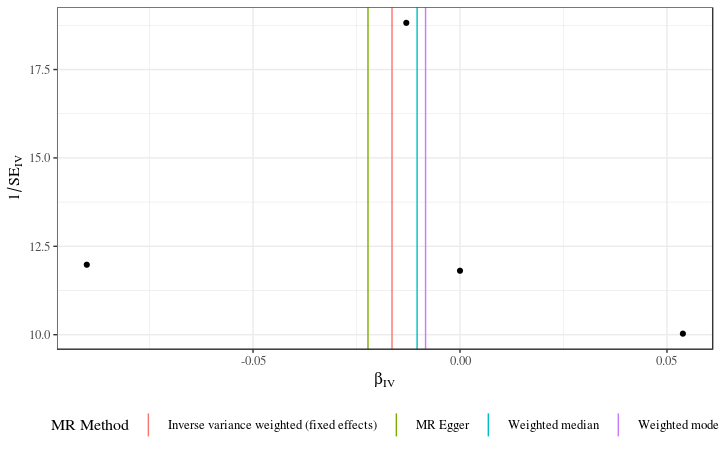 17.5
15.0
12.5
10.0
1/SE_IV
-0.05 0.00 0.05
β_IV
MR Method Inverse variance weighted (fixed effects) MR Egger Weighted median Weighted mode